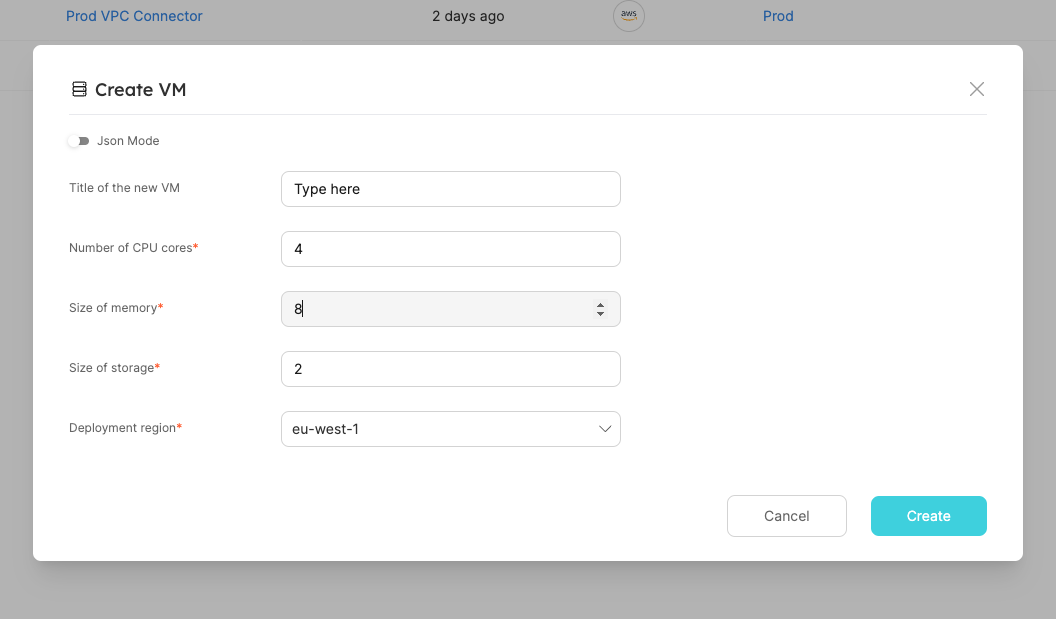 Prod VPC Connector 2 days ago aws Prod
Create VM
Json Mode
Title of the new VM Type here
Number of CPU cores* 4
Size of memory* 8
Size of storage* 2
Deployment region* eu-west-1
Cancel Create